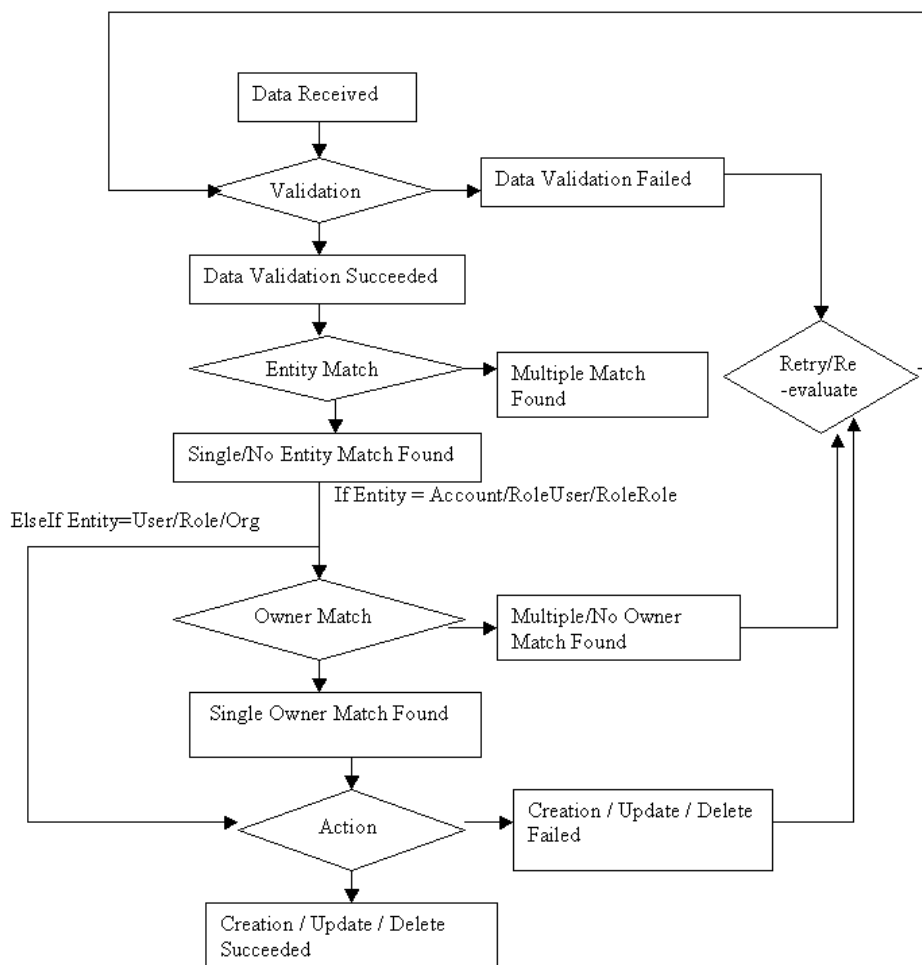 Data Received
Validation
Data Validation Failed
Data Validation Succeeded
Entity Match
Multiple Match
Found
Retry/Re
-evaluate
Single/No Entity Match Found
If Entity = Account/RoleUser/RoleRole
ElseIf Entity=User/Role/Org
Owner Match
Multiple/No Owner
Match Found
Single Owner Match Found
Action
Creation / Update / Delete
Failed
Creation / Update / Delete
Succeeded